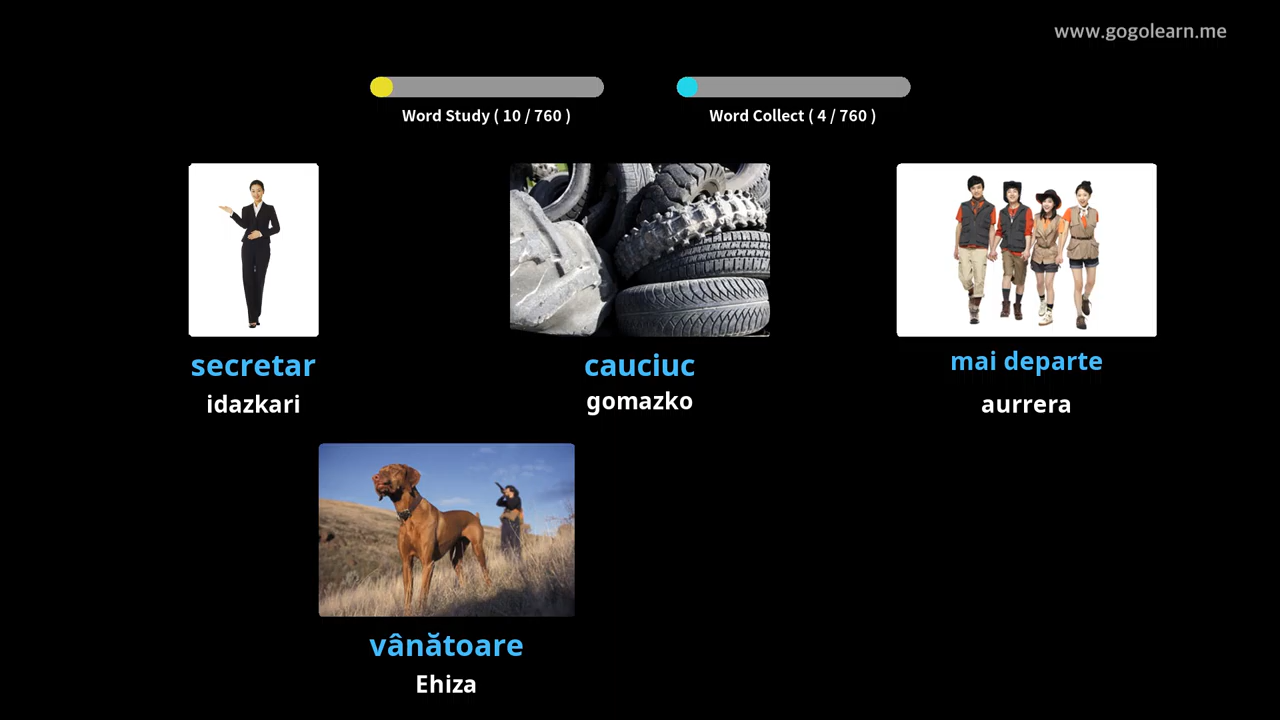 www.gogolearn.me
Word Study ( 10 / 760 )
Word Collect ( 4 / 760 )
secretar
idazkari
cauciuc
gomazko
mai departe
aurrera
vânătoare
Ehiza